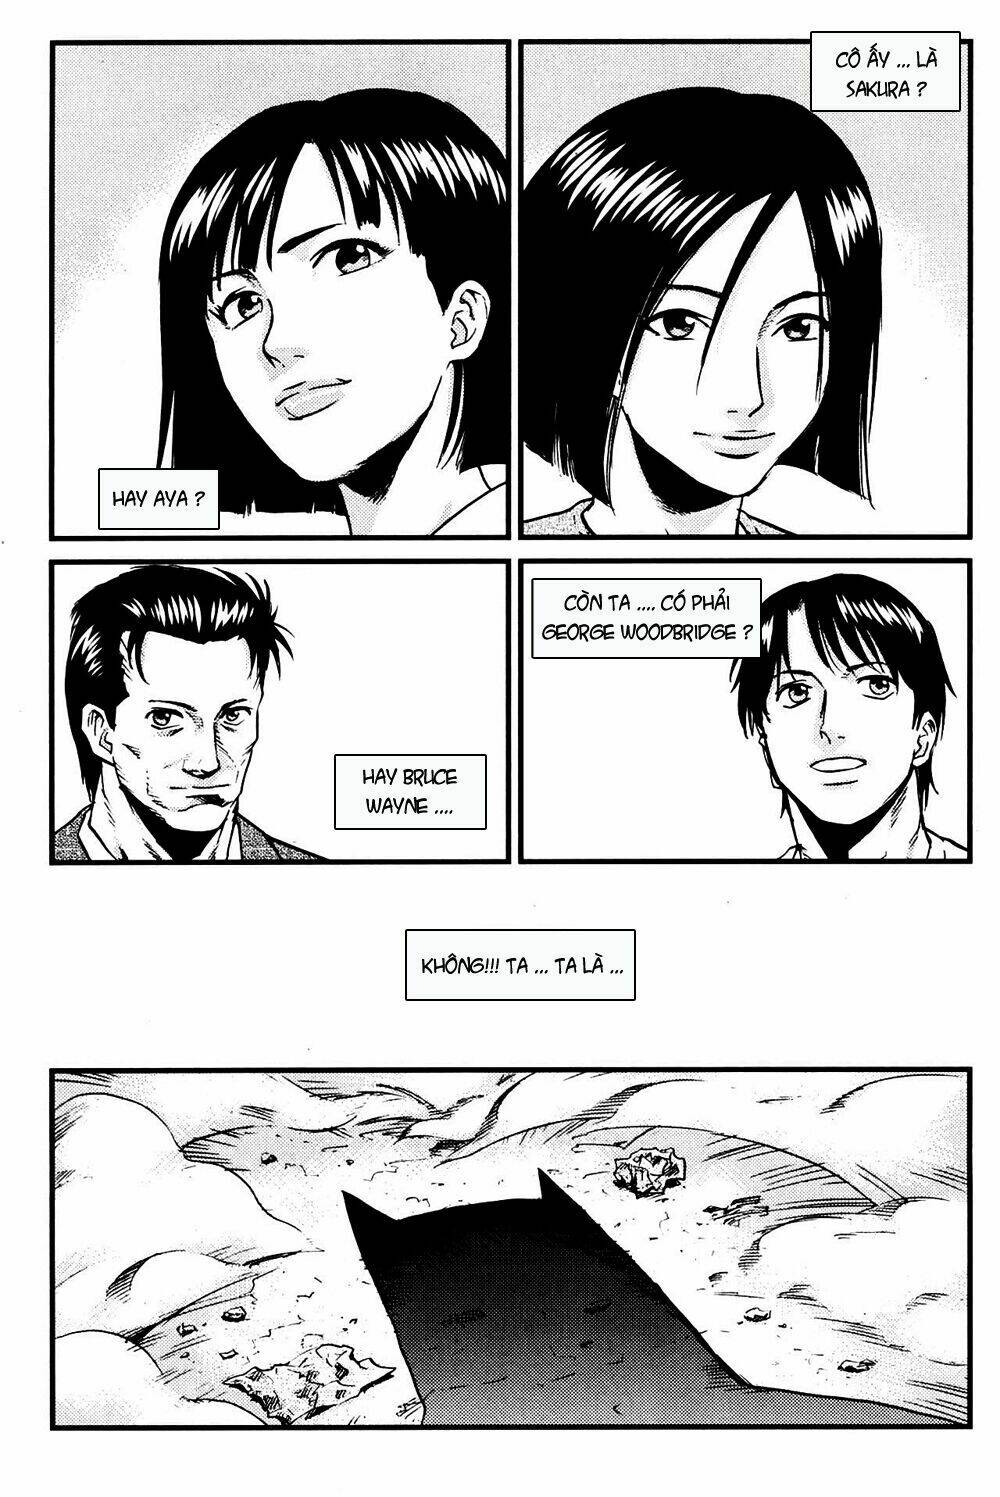 CÔ ẤY ... LÀ
SAKURA ?
HAY AYA ?
CÒN TA .... CÓ PHẢI
GEORGE WOODBRIDGE ?
HAY BRUCE
WAYNE ....
KHÔNG!!! TA ... TA LÀ ...